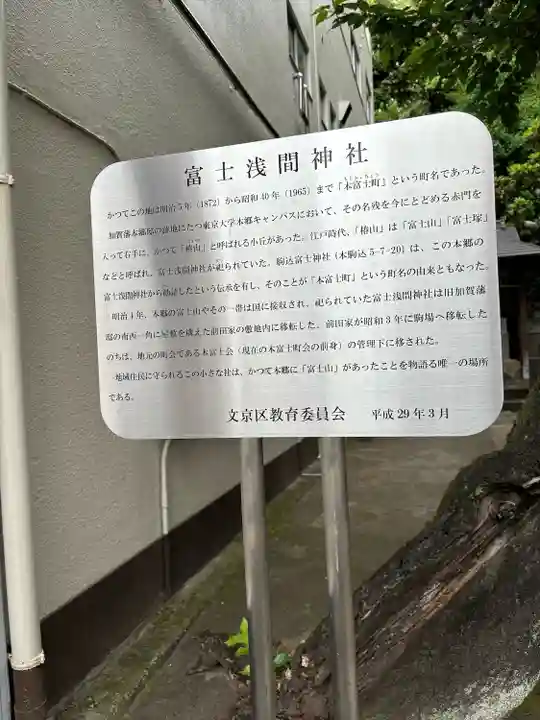 富士浅間神社
かつてこの地は明治5年（1872）から昭和40年（1965）まで「本富士町」という町名であった。
加賀藩本郷邸の跡地にたつ東京大学本郷キャンパスにおいて、その名残を今にとどめる赤門を
入って右手に、かつて「椿山」と呼ばれる小丘があった。江戸時代、「椿山」は「富士山」「富士塚」
などと呼ばれ、富士浅間神社が祀られていた。駒込富士神社（本駒込5-7-20）は、この本郷の
富士浅間神社から勧請したという伝承を有し、そのことが「本富士町」という町名の由来ともなった。
明治4年、本郷の富士山やその一帯は国に接収され、祀られていた富士浅間神社は旧加賀藩
邸の南西一角に屋敷を構えた前田家の敷地内に移転した。前田家が昭和3年に駒場へ移転した
のちは、地元の町会である本富士会（現在の本富士町会の前身）の管理下に移された。
地域住民に守られるこの小さな社は、かつて本郷に「富士山」があったことを物語る唯一の場所
である。
文京区教育委員会　平成29年3月